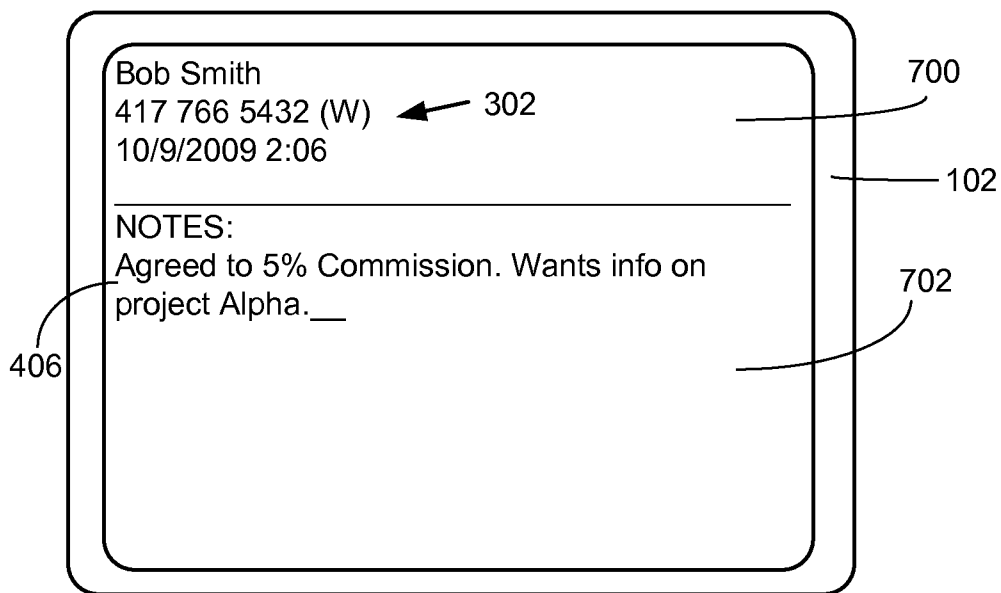 Bob Smith
417 766 5432 (W)
302
700
10/9/2009 2:06
102
NOTES:
Agreed to 5% Commission. Wants info on
project Alpha.__
702
406